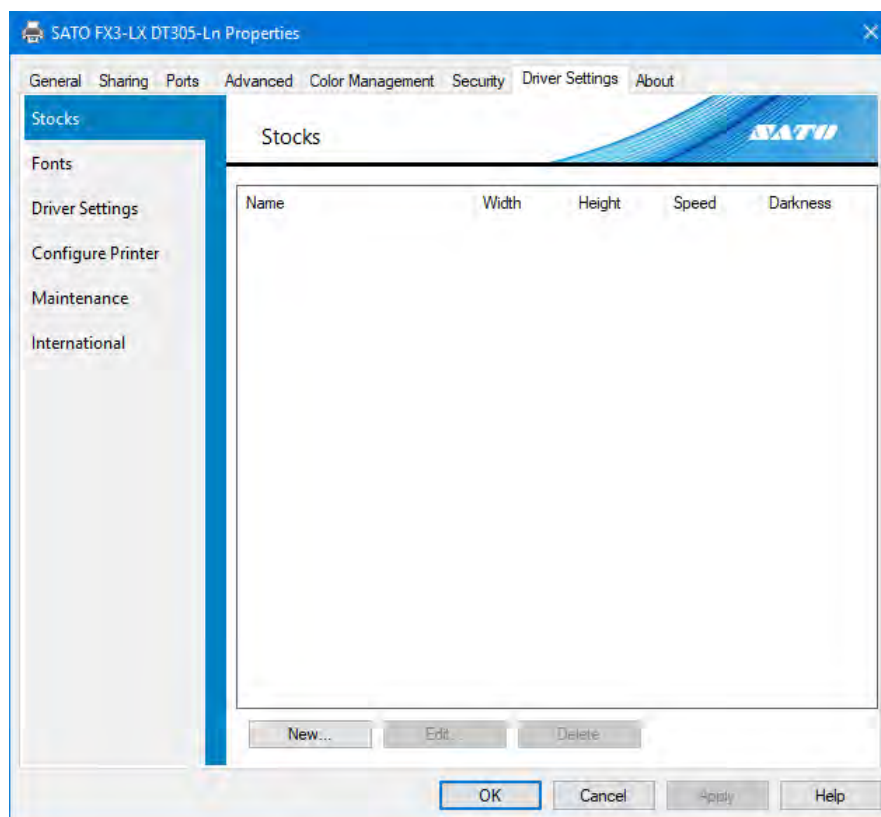 SATO FX3-LX DT305-Ln Properties
General Sharing Ports Advanced Color Management Security Driver Settings About
Stocks
Fonts
Driver Settings
Configure Printer
Maintenance
International
Stocks
SATO
Name Width Height Speed Darkness
New... Edit... Delete
OK Cancel Apply Help